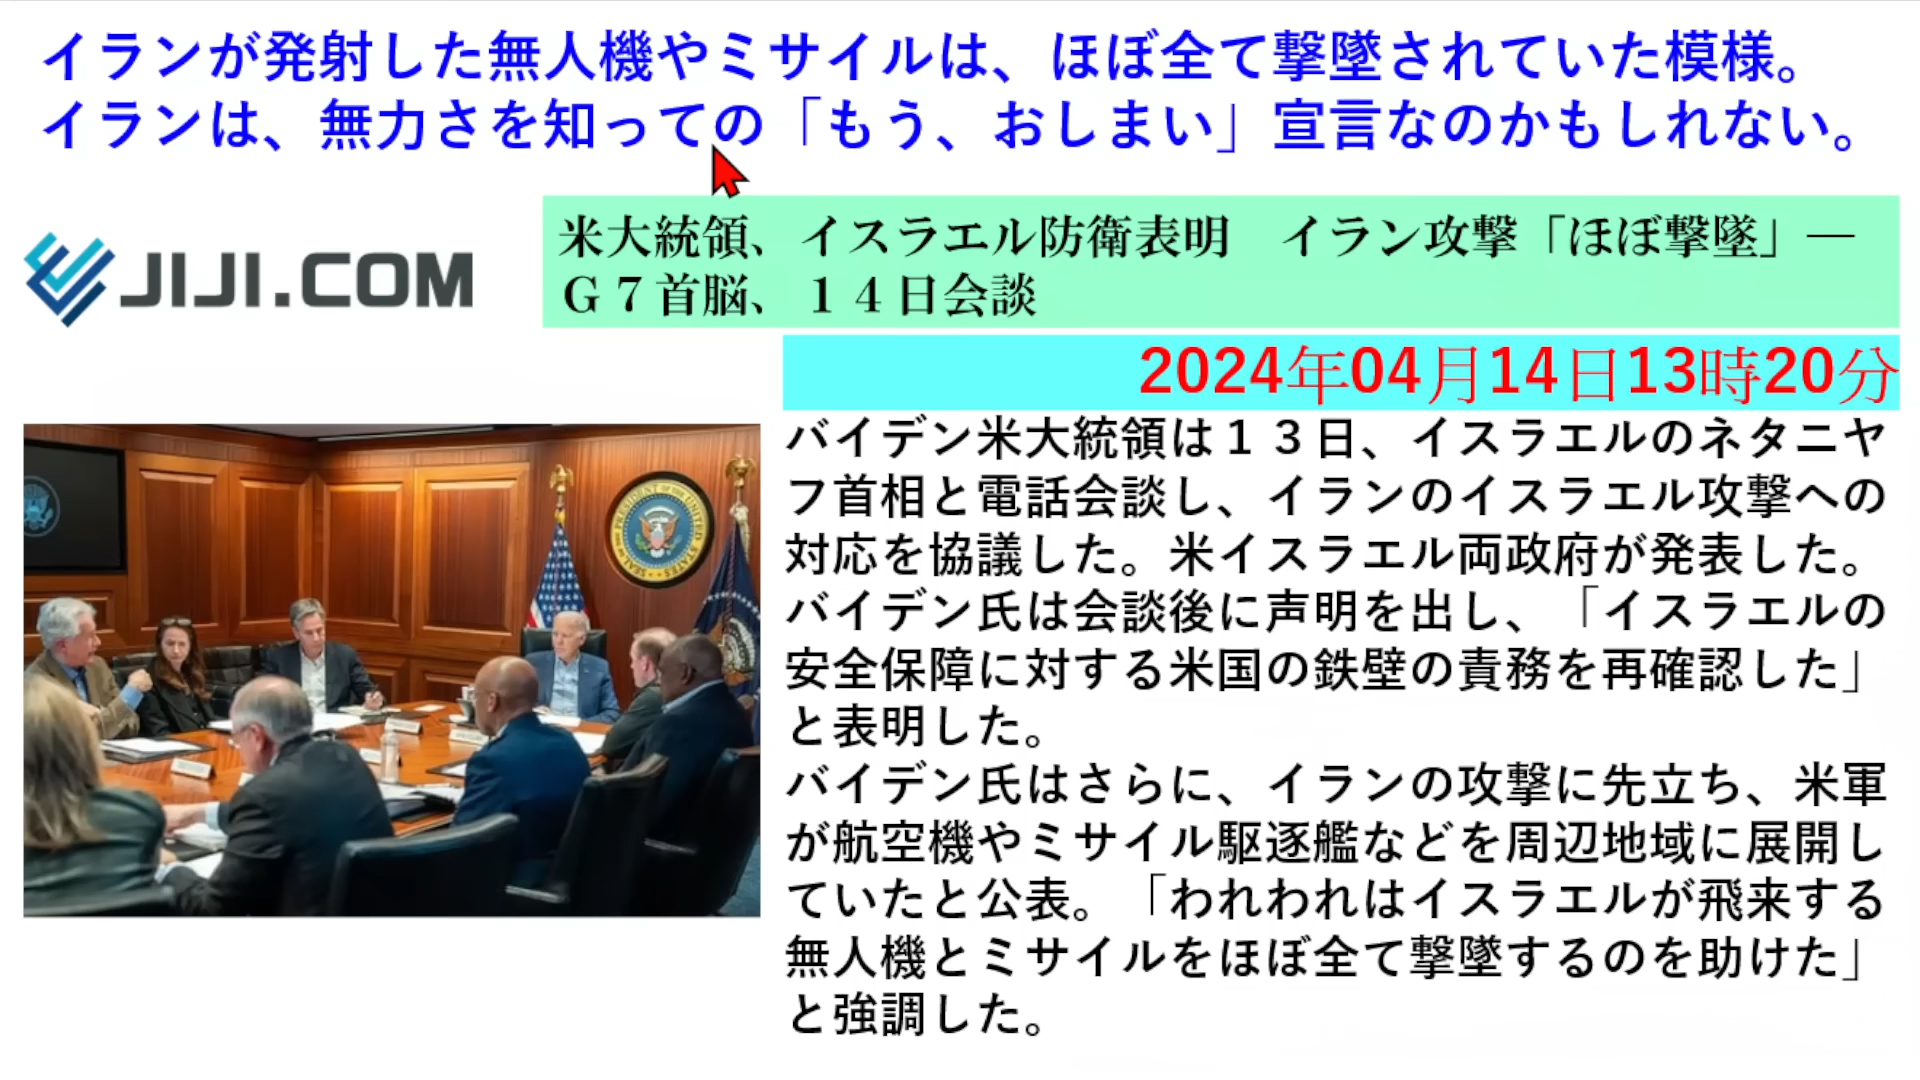 イランが発射した無人機やミサイルは、ほぼ全て撃墜されていた模様。
イランは、無力さを知っての「もう、おしまい」宣言なのかもしれない。
JIJI.COM
米大統領、イスラエル防衛表明　イラン攻撃「ほぼ撃墜」―
Ｇ７首脳、１４日会談
2024年04月14日13時20分
バイデン米大統領は１３日、イスラエルのネタニヤ
フ首相と電話会談し、イランのイスラエル攻撃への
対応を協議した。米イスラエル両政府が発表した。
バイデン氏は会談後に声明を出し、「イスラエルの
安全保障に対する米国の鉄壁の責務を再確認した」
と表明した。
バイデン氏はさらに、イランの攻撃に先立ち、米軍
が航空機やミサイル駆逐艦などを周辺地域に展開し
ていたと公表。「われわれはイスラエルが飛来する
無人機とミサイルをほぼ全て撃墜するのを助けた」
と強調した。
SEAL OF THE PRESIDENT OF THE UNITED STATES